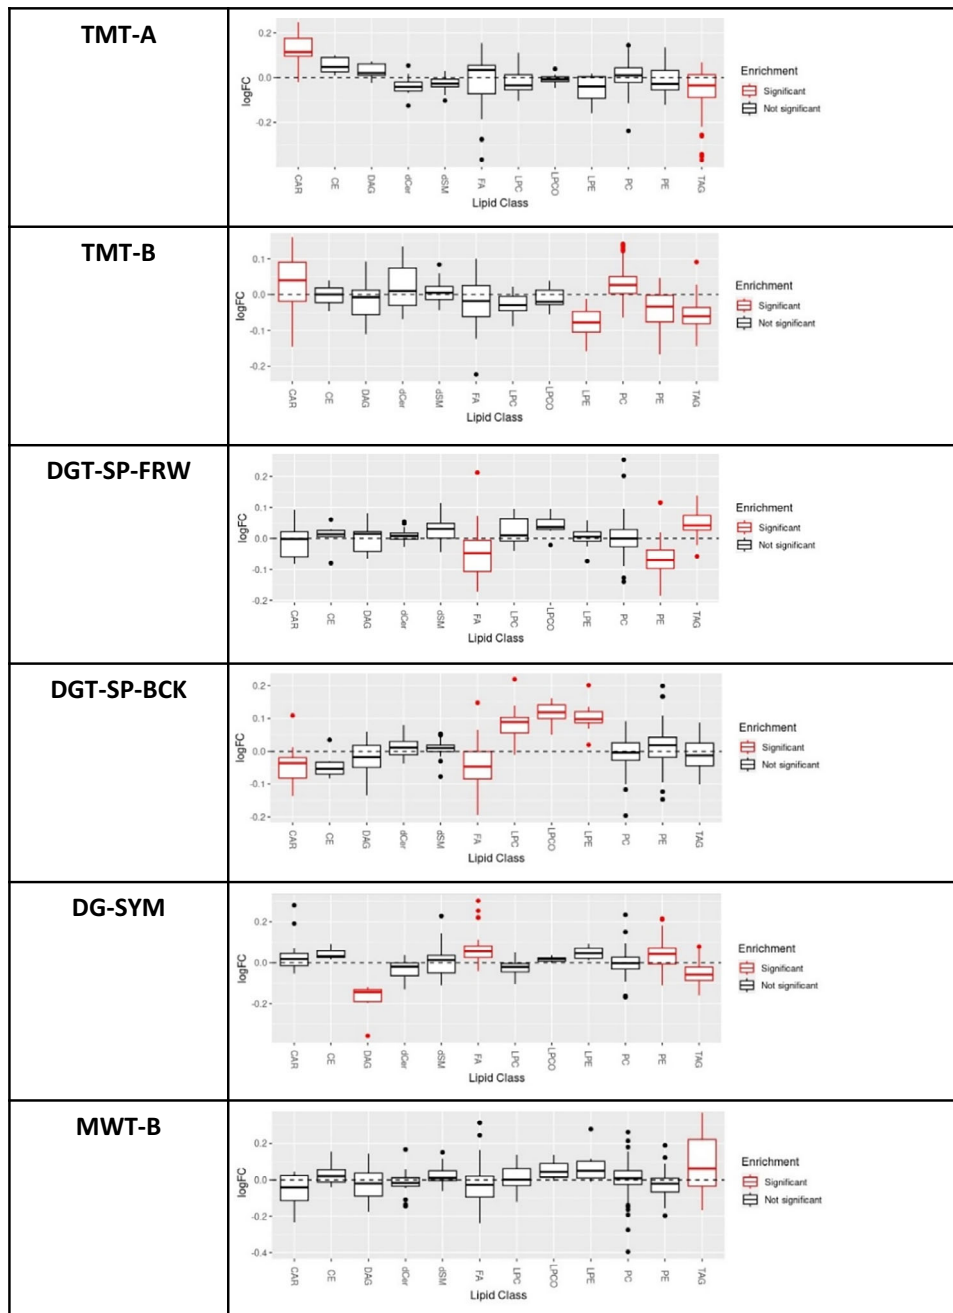 TMT-A
0.2
0.0
-0.2
logFC
CAR CE DAG dCer dSM FA LPC LPCO LPE PC PE TAG
Lipid Class
Enrichment
Significant
Not significant
TMT-B
0.1
0.0
-0.1
-0.2
logFC
CAR CE DAG dCer dSM FA LPC LPCO LPE PC PE TAG
Lipid Class
Enrichment
Significant
Not significant
DGT-SP-FRW
0.2
0.1
0.0
-0.1
-0.2
logFC
CAR CE DAG dCer dSM FA LPC LPCO LPE PC PE TAG
Lipid Class
Enrichment
Significant
Not significant
DGT-SP-BCK
0.2
0.1
0.0
-0.1
-0.2
logFC
CAR CE DAG dCer dSM FA LPC LPCO LPE PC PE TAG
Lipid Class
Enrichment
Significant
Not significant
DG-SYM
0.2
0.0
-0.2
logFC
CAR CE DAG dCer dSM FA LPC LPCO LPE PC PE TAG
Lipid Class
Enrichment
Significant
Not significant
MWT-B
0.2
0.0
-0.2
-0.4
logFC
CAR CE DAG dCer dSM FA LPC LPCO LPE PC PE TAG
Lipid Class
Enrichment
Significant
Not significant